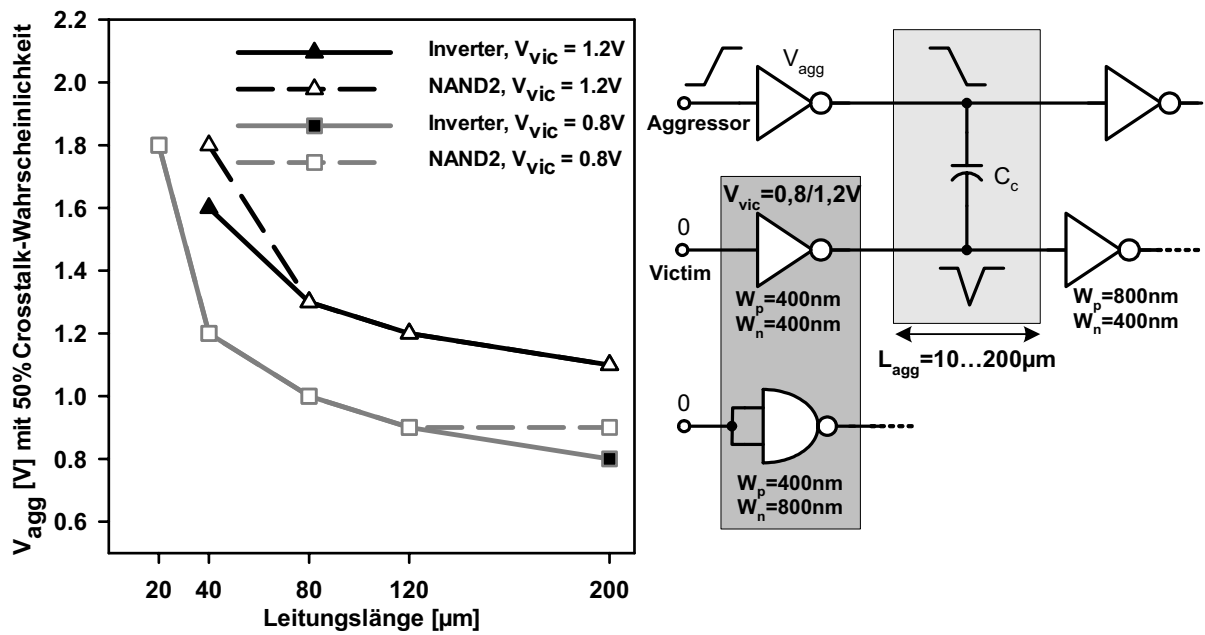 V_agg [V] mit 50% Crosstalk-Wahrscheinlichkeit
2.2
2.0
1.8
1.6
1.4
1.2
1.0
0.8
0.6
20
40
80
120
200
Leitungslänge [µm]
Inverter, V_vic = 1.2V
NAND2, V_vic = 1.2V
Inverter, V_vic = 0.8V
NAND2, V_vic = 0.8V
V_agg
Aggressor
C_c
V_vic=0,8/1,2V
0
Victim
W_p=400nm
W_n=400nm
W_p=800nm
W_n=400nm
L_agg=10...200µm
0
W_p=400nm
W_n=800nm